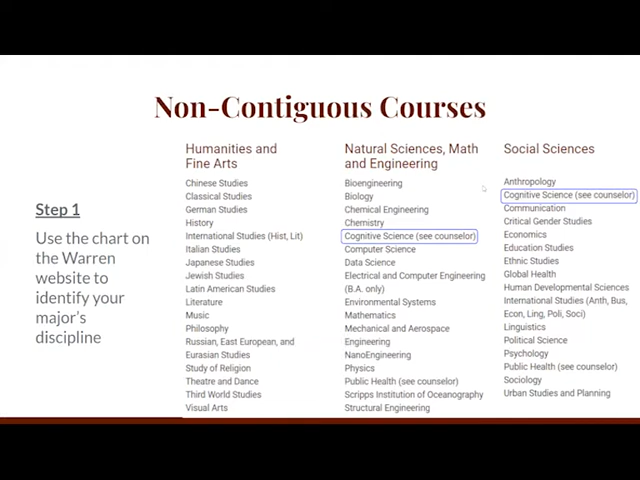 Non-Contiguous Courses
Step 1
Use the chart on
the Warren
website to
identify your
major's
discipline
Humanities and
Fine Arts
Chinese Studies
Classical Studies
German Studies
History
International Studies (Hist, Lit)
Italian Studies
Japanese Studies
Jewish Studies
Latin American Studies
Literature
Music
Philosophy
Russian, East European, and
Eurasian Studies
Study of Religion
Theatre and Dance
Third World Studies
Visual Arts
Natural Sciences, Math
and Engineering
Bioengineering
Biology
Chemical Engineering
Chemistry
Cognitive Science (see counselor)
Computer Science
Data Science
Electrical and Computer Engineering
(B.A. only)
Environmental Systems
Mathematics
Mechanical and Aerospace
Engineering
NanoEngineering
Physics
Public Health (see counselor)
Scripps Institution of Oceanography
Structural Engineering
Social Sciences
Anthropology
Cognitive Science (see counselor)
Communication
Critical Gender Studies
Economics
Education Studies
Ethnic Studies
Global Health
Human Developmental Sciences
International Studies (Anth, Bus,
Econ, Ling, Poli, Soci)
Linguistics
Political Science
Psychology
Public Health (see counselor)
Sociology
Urban Studies and Planning